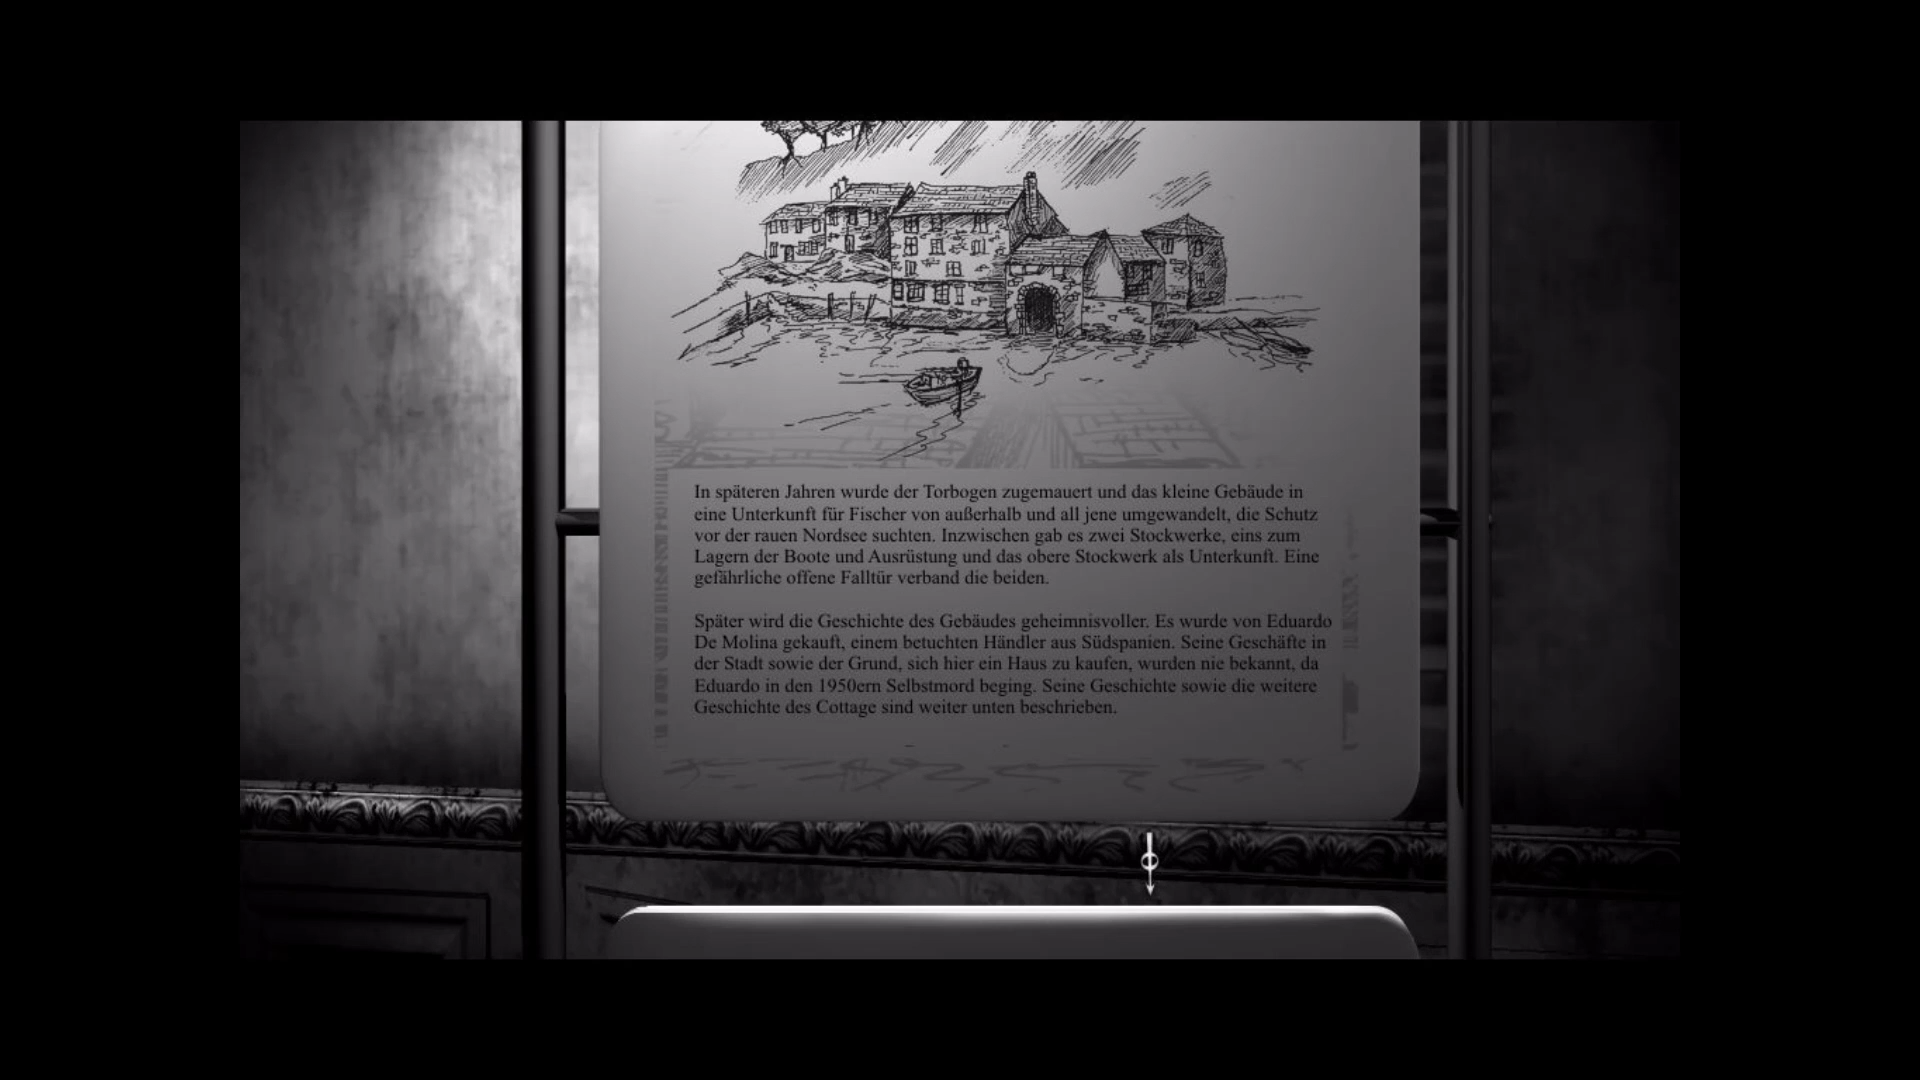 In späteren Jahren wurde der Torbogen zugemauert und das kleine Gebäude in
eine Unterkunft für Fischer von außerhalb und all jene umgewandelt, die Schutz
vor der rauen Nordsee suchten. Inzwischen gab es zwei Stockwerke, eins zum
Lagern der Boote und Ausrüstung und das obere Stockwerk als Unterkunft. Eine
gefährliche offene Falltür verband die beiden.
Später wird die Geschichte des Gebäudes geheimnisvoller. Es wurde von Eduardo
De Molina gekauft, einem betuchten Händler aus Südspanien. Seine Geschäfte in
der Stadt sowie der Grund, sich hier ein Haus zu kaufen, wurden nie bekannt, da
Eduardo in den 1950ern Selbstmord beging. Seine Geschichte sowie die weitere
Geschichte des Cottage sind weiter unten beschrieben.